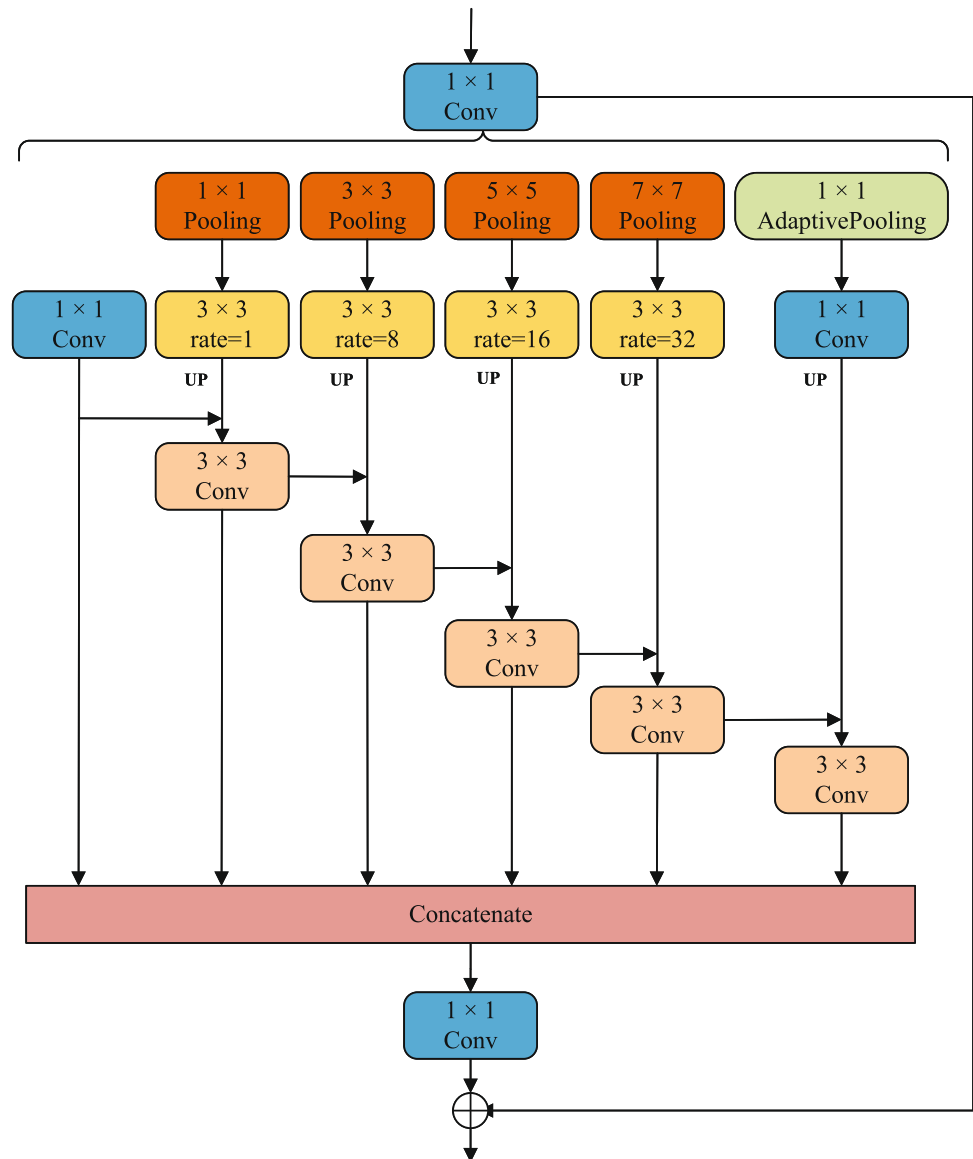 1 × 1
Conv
1 × 1
Pooling
3 × 3
Pooling
5 × 5
Pooling
7 × 7
Pooling
1 × 1
AdaptivePooling
1 × 1
Conv
3 × 3
rate=1
3 × 3
rate=8
3 × 3
rate=16
3 × 3
rate=32
1 × 1
Conv
UP
UP
UP
UP
UP
3 × 3
Conv
3 × 3
Conv
3 × 3
Conv
3 × 3
Conv
3 × 3
Conv
Concatenate
1 × 1
Conv